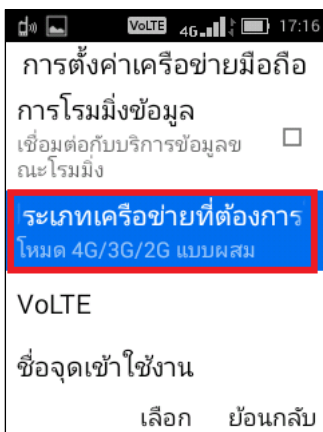 VoLTE 4G 17:16
การตั้งค่าเครือข่ายมือถือ
การโรมมิ่งข้อมูล
เชื่อมต่อกับบริการข้อมูลข
ณะโรมมิ่ง
ระเภทเครือข่ายที่ต้องการ
โหมด 4G/3G/2G แบบผสม
VoLTE
ชื่อจุดเข้าใช้งาน
เลือก ย้อนกลับ